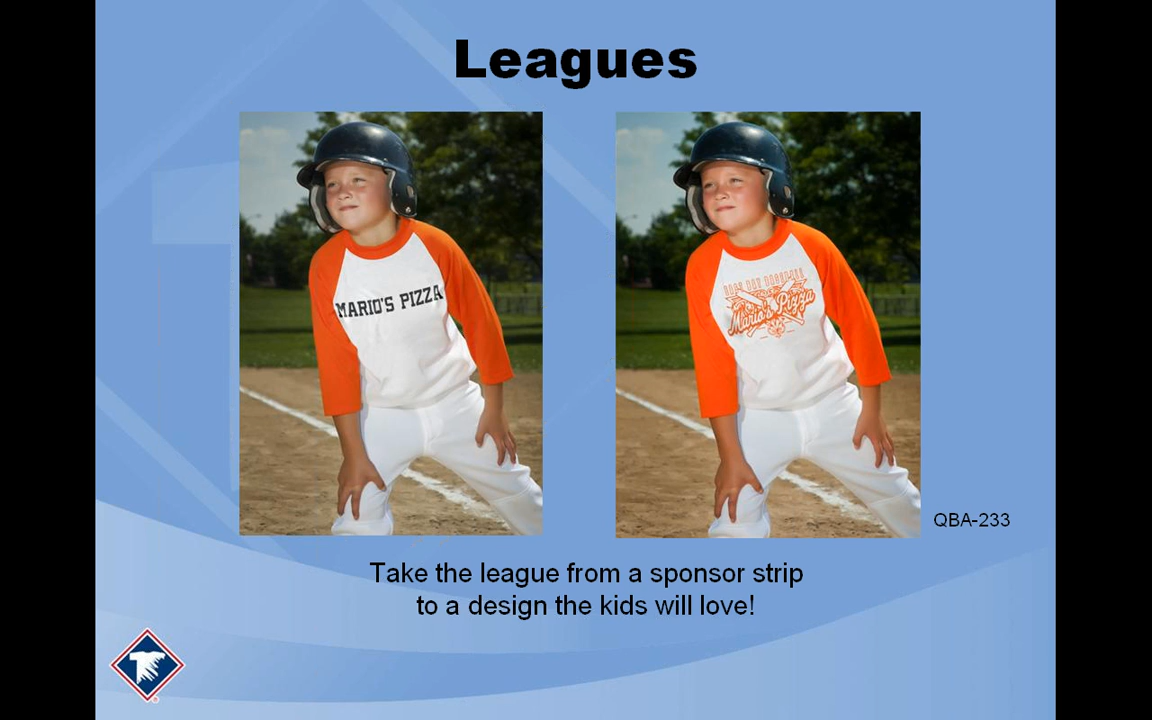 Leagues
MARIO'S PIZZA
Mario's Pizza
QBA-233
Take the league from a sponsor strip
to a design the kids will love!